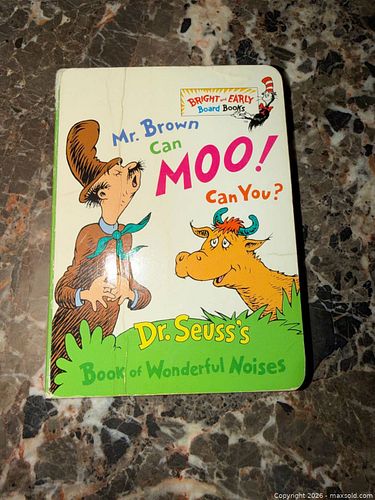 BRIGHT and EARLY
Board Books
Mr. Brown
Can
MOO!
Can You?
Dr. Seuss's
Book of Wonderful Noises
Copyright 2026 - maxsold.com